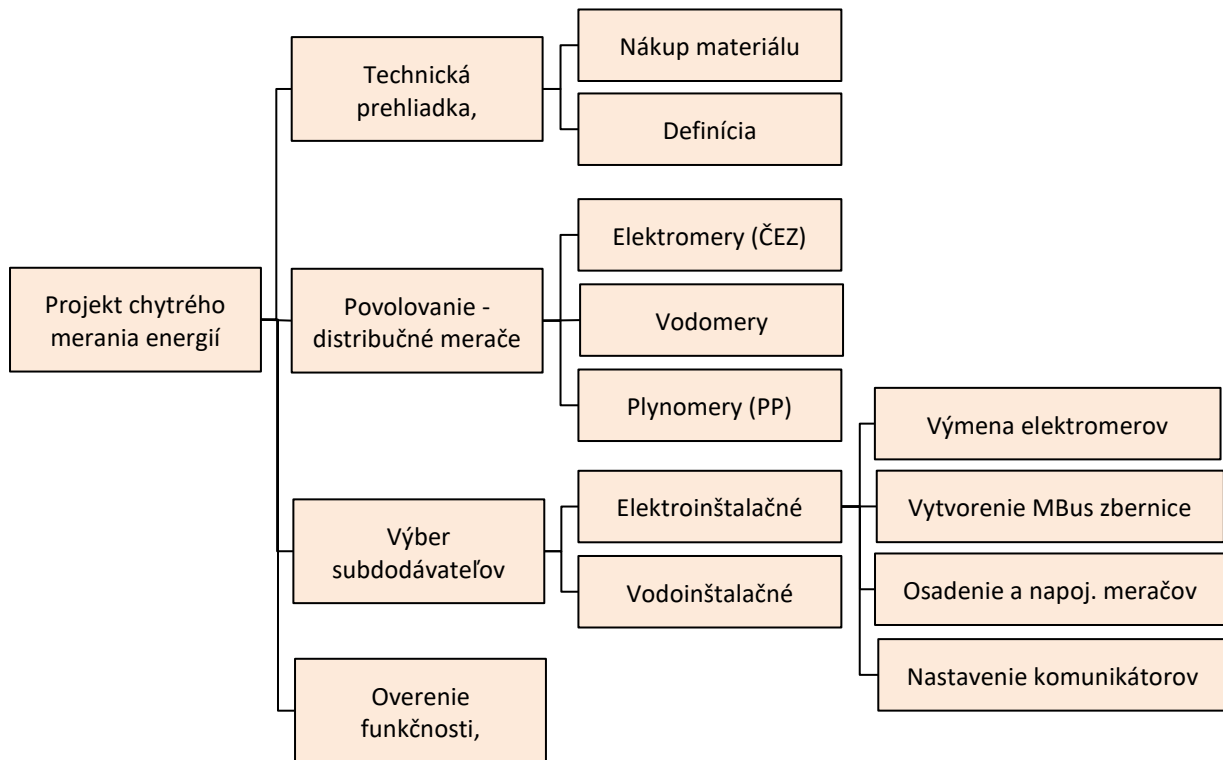 Projekt chytrého
merania energií
Technická
prehliadka,
Nákup materiálu
Definícia
Povolovanie -
distribučné merače
Elektromery (ČEZ)
Vodomery
Plynomery (PP)
Výber
subdodávateľov
Elektroinštalačné
Výmena elektromerov
Vytvorenie MBus zbernice
Osadenie a napoj. meračov
Nastavenie komunikátorov
Vodoinštalačné
Overenie
funkčnosti,